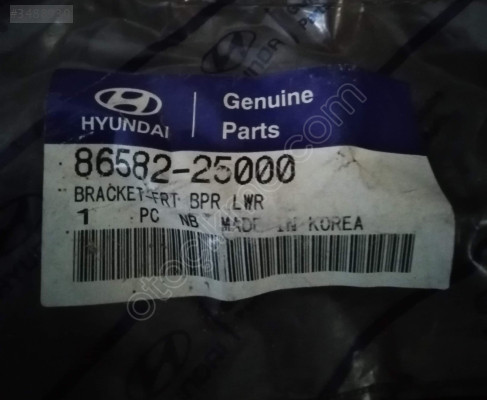 HYUNDAI
Genuine
Parts
86582-25000
BRACKET-FRT BPR LWR
1 PC NB MADE IN KOREA